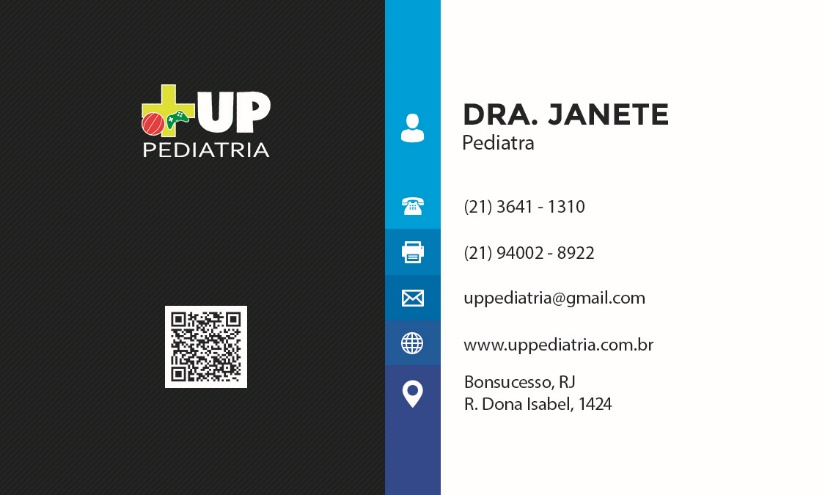 UP
PEDIATRIA
DRA. JANETE
Pediatra
(21) 3641 - 1310
(21) 94002 - 8922
uppediatria@gmail.com
www.uppediatria.com.br
Bonsucesso, RJ
R. Dona Isabel, 1424